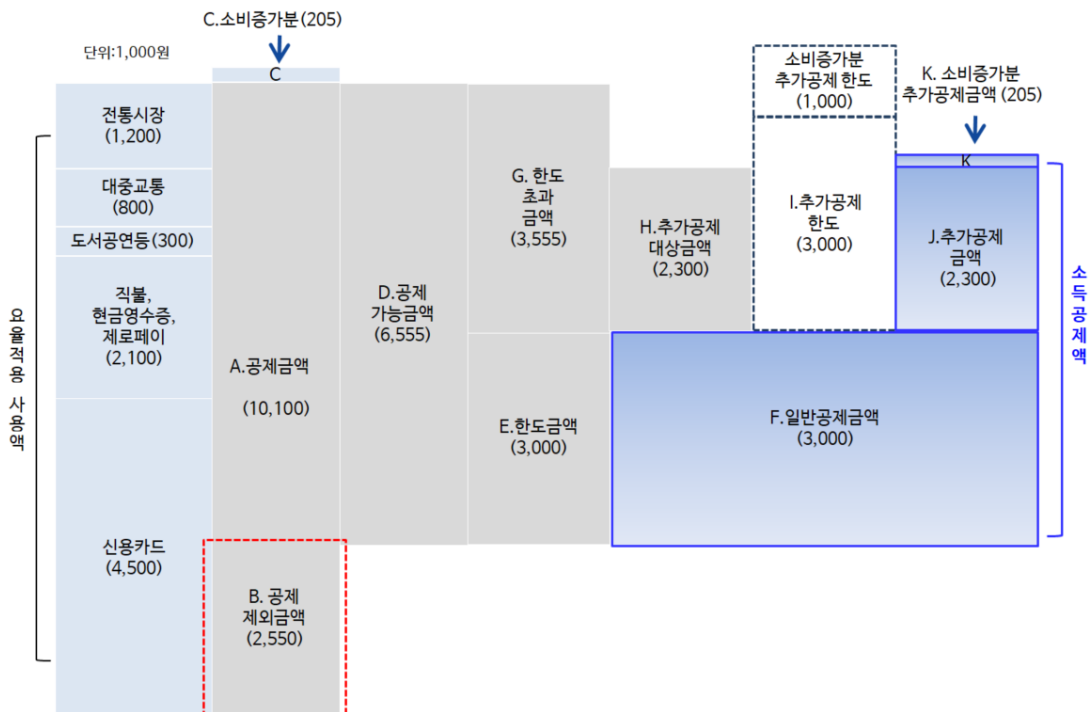 C.소비증가분(205)
단위:1,000원
C
전통시장
(1,200)
대중교통
(800)
도서공연등(300)
직불,
현금영수증,
제로페이
(2,100)
신용카드
(4,500)
요율적용 사용액
A.공제금액
(10,100)
B. 공제
제외금액
(2,550)
D.공제
가능금액
(6,555)
G. 한도
초과
금액
(3,555)
E.한도금액
(3,000)
H.추가공제
대상금액
(2,300)
소비증가분
추가공제 한도
(1,000)
I.추가공제
한도
(3,000)
K. 소비증가분
추가공제금액 (205)
K
J.추가공제
금액
(2,300)
F.일반공제금액
(3,000)
소득공제액